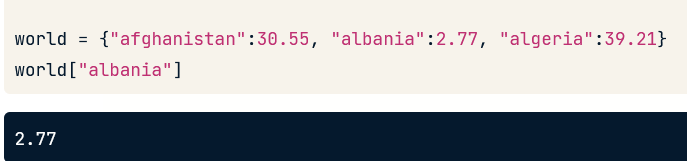 world = {"afghanistan":30.55, "albania":2.77, "algeria":39.21}
world["albania"]
2.77